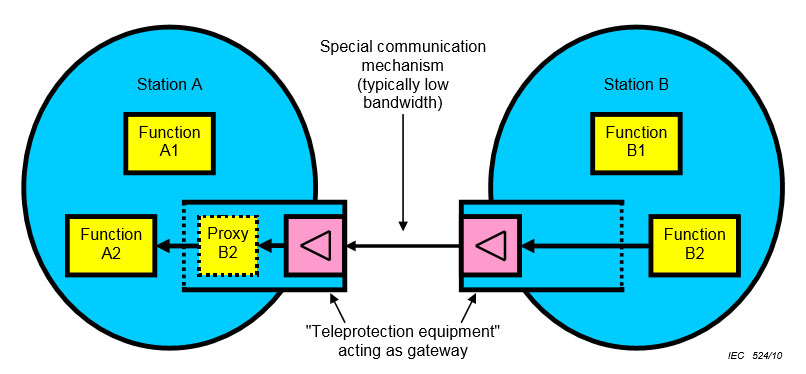 Special communication
mechanism
(typically low
bandwidth)
Station A
Station B
Function
A1
Function
B1
Function
A2
Proxy
B2
Function
B2
"Teleprotection equipment"
acting as gateway
IEC 524/10